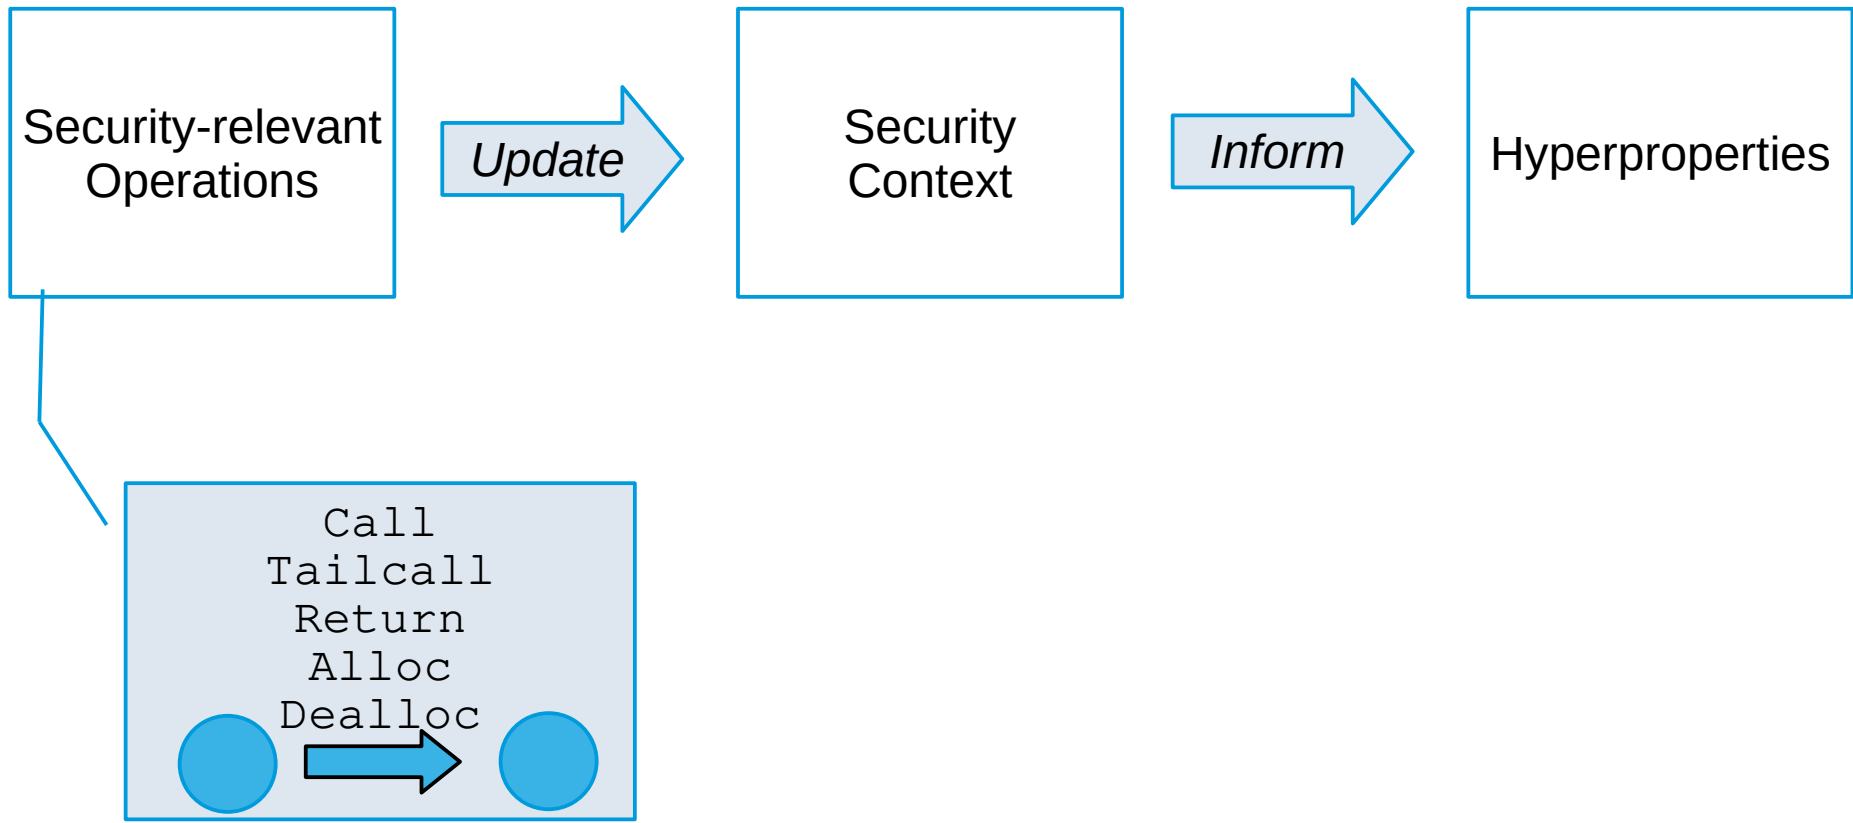 Security-relevant
Operations
Update
Security
Context
Inform
Hyperproperties
Call
Tailcall
Return
Alloc
Dealloc